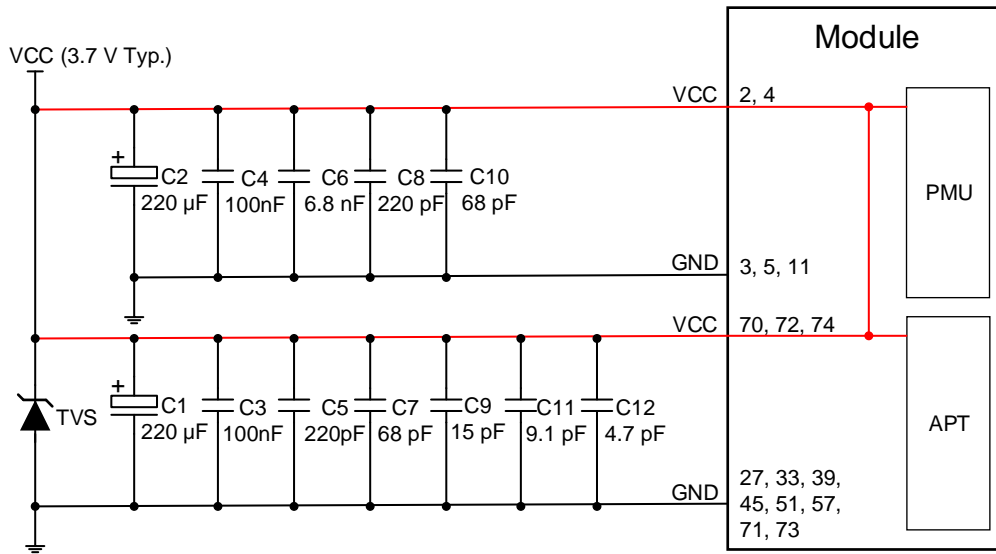 Module
VCC (3.7 V Typ.)
VCC
2, 4
+
C2
220 µF
C4
100nF
C6
6.8 nF
C8
220 pF
C10
68 pF
PMU
GND
3, 5, 11
VCC
70, 72, 74
TVS
+
C1
220 µF
C3
100nF
C5
220pF
C7
68 pF
C9
15 pF
C11
9.1 pF
C12
4.7 pF
APT
GND
27, 33, 39,
45, 51, 57,
71, 73